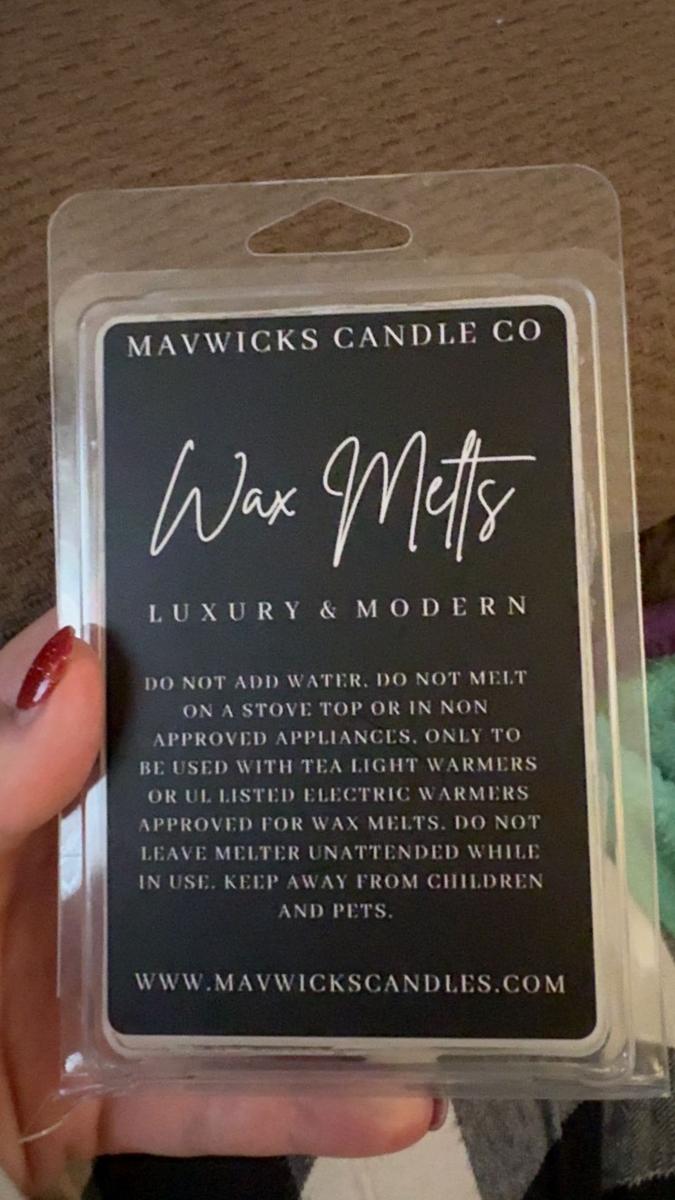 MAVWICKS CANDLE CO
Wax Melts
LUXURY & MODERN
DO NOT ADD WATER. DO NOT MELT
ON A STOVE TOP OR IN NON
APPROVED APPLIANCES. ONLY TO
BE USED WITH TEA LIGHT WARMERS
OR UL LISTED ELECTRIC WARMERS
APPROVED FOR WAX MELTS. DO NOT
LEAVE MELTER UNATTENDED WHILE
IN USE. KEEP AWAY FROM CHILDREN
AND PETS.
WWW.MAVWICKSCANDLES.COM